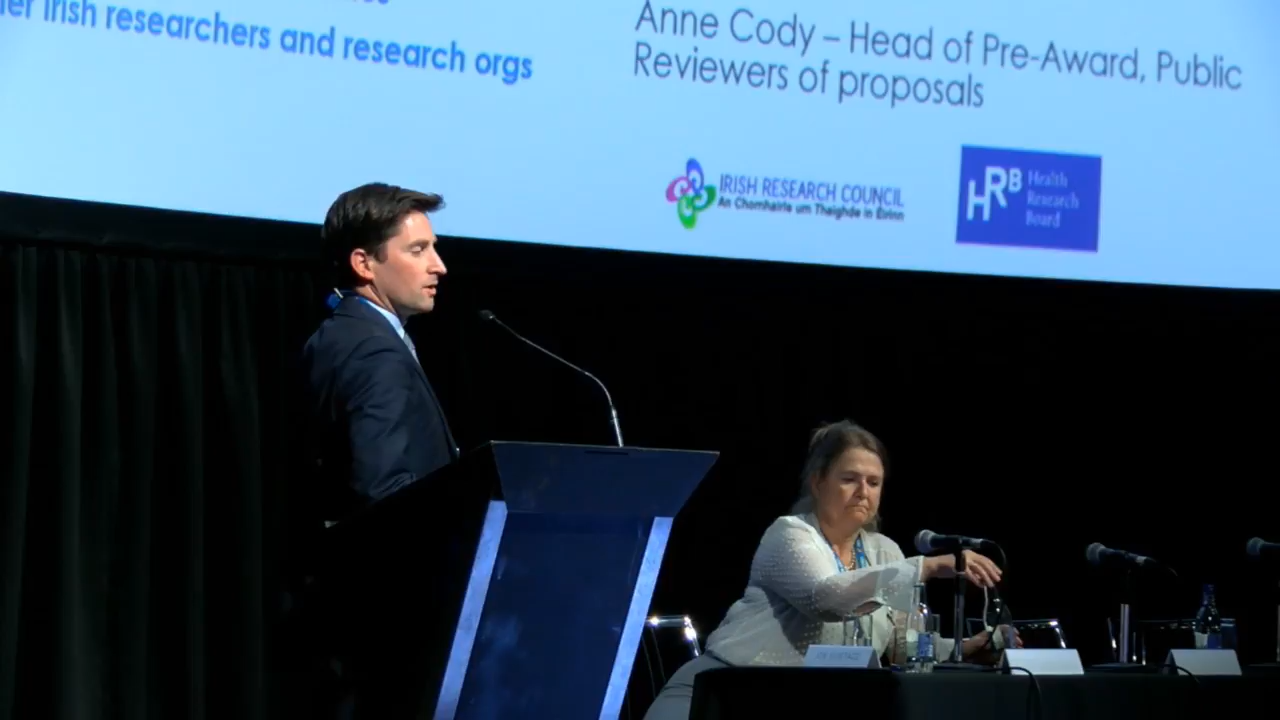 er Irish researchers and research orgs
Anne Cody – Head of Pre-Award, Public
Reviewers of proposals
IRISH RESEARCH COUNCIL
An Chomhairle um Thaighde in Éirinn
HRB
Health
Research
Board